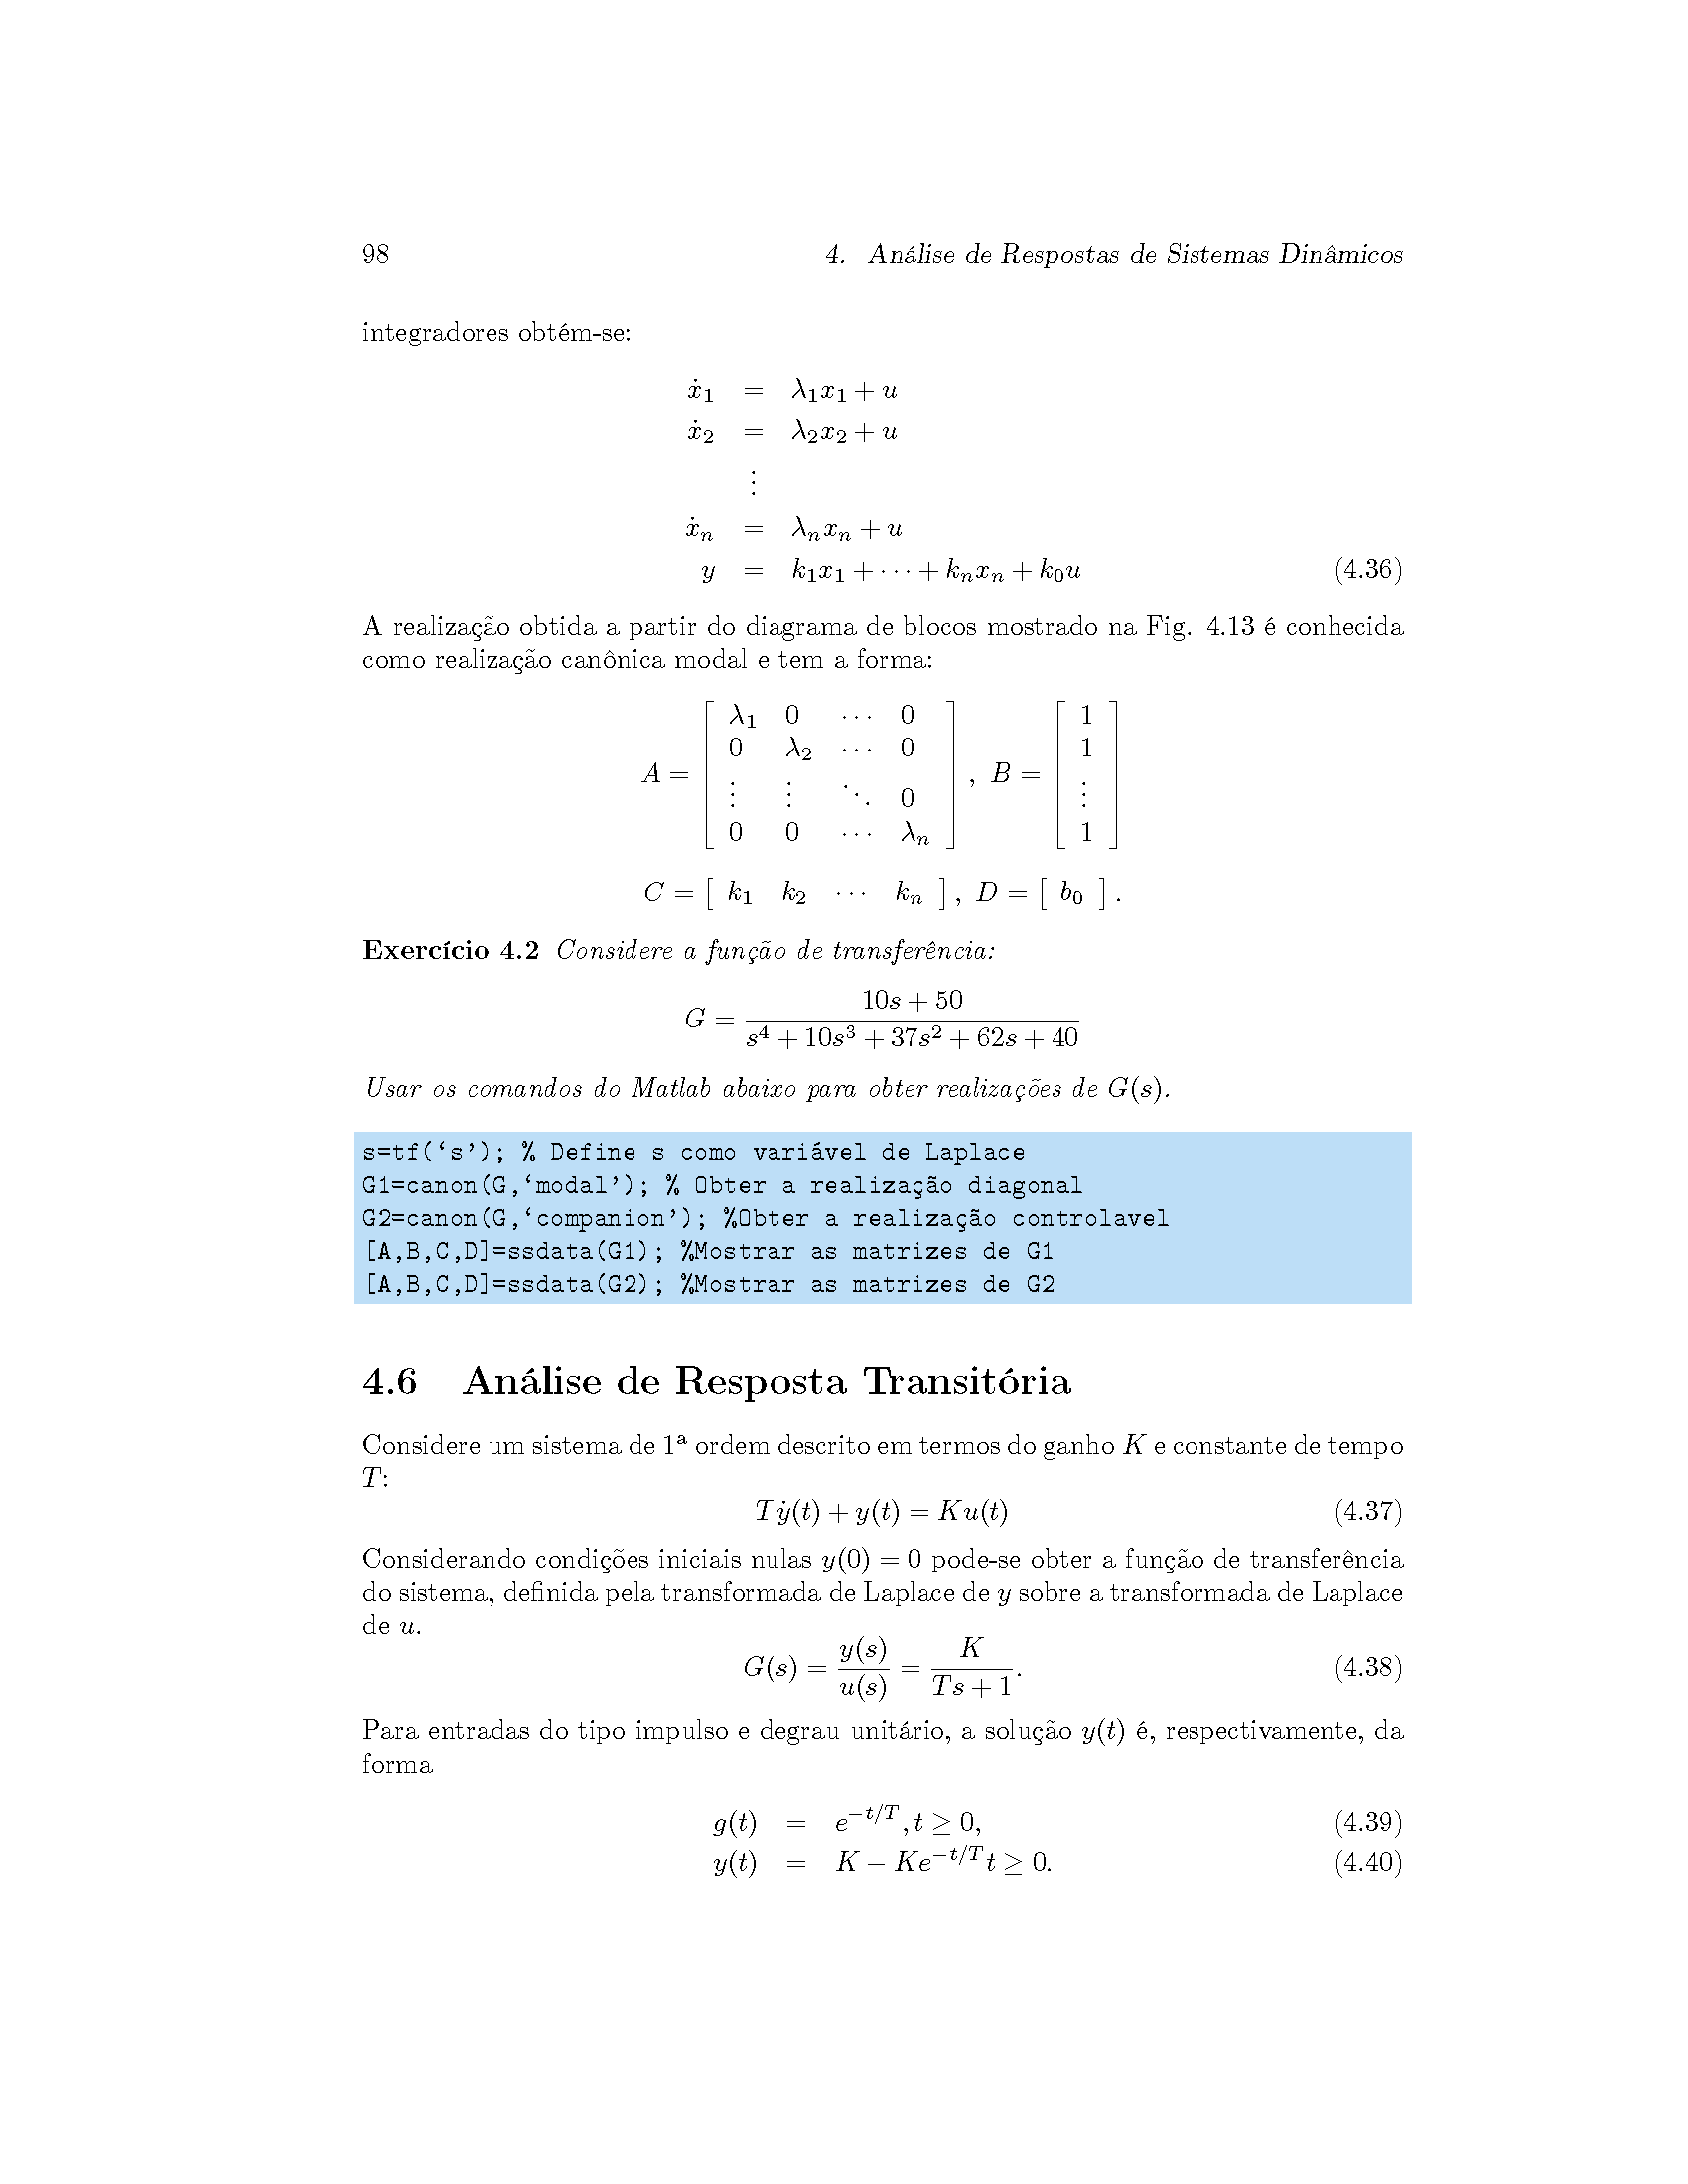 98 4. Análise de Respostas de Sistemas Dinâmicos
integradores obtém-se:
ẋ₁ = λ₁x₁ + u
ẋ₂ = λ₂x₂ + u
⋮
ẋₙ = λₙxₙ + u
y = k₁x₁ + ⋯ + kₙxₙ + k₀u (4.36)
A realização obtida a partir do diagrama de blocos mostrado na Fig. 4.13 é conhecida
como realização canônica modal e tem a forma:
A = [ λ₁ 0 ⋯ 0 ; 0 λ₂ ⋯ 0 ; ⋮ ⋮ ⋱ 0 ; 0 0 ⋯ λₙ ] , B = [ 1 ; 1 ; ⋮ ; 1 ]
C = [ k₁ k₂ ⋯ kₙ ] , D = [ b₀ ] .
Exercício 4.2 Considere a função de transferência:
G = (10s + 50) / (s⁴ + 10s³ + 37s² + 62s + 40)
Usar os comandos do Matlab abaixo para obter realizações de G(s).
s=tf(‘s’); % Define s como variável de Laplace
G1=canon(G,‘modal’); % Obter a realização diagonal
G2=canon(G,‘companion’); %Obter a realização controlavel
[A,B,C,D]=ssdata(G1); %Mostrar as matrizes de G1
[A,B,C,D]=ssdata(G2); %Mostrar as matrizes de G2
4.6 Análise de Resposta Transitória
Considere um sistema de 1ª ordem descrito em termos do ganho K e constante de tempo
T:
Tẏ(t) + y(t) = Ku(t) (4.37)
Considerando condições iniciais nulas y(0) = 0 pode-se obter a função de transferência
do sistema, definida pela transformada de Laplace de y sobre a transformada de Laplace
de u.
G(s) = y(s)/u(s) = K/(Ts + 1). (4.38)
Para entradas do tipo impulso e degrau unitário, a solução y(t) é, respectivamente, da
forma
g(t) = e^{−t/T}, t ≥ 0, (4.39)
y(t) = K − Ke^{−t/T} t ≥ 0. (4.40)